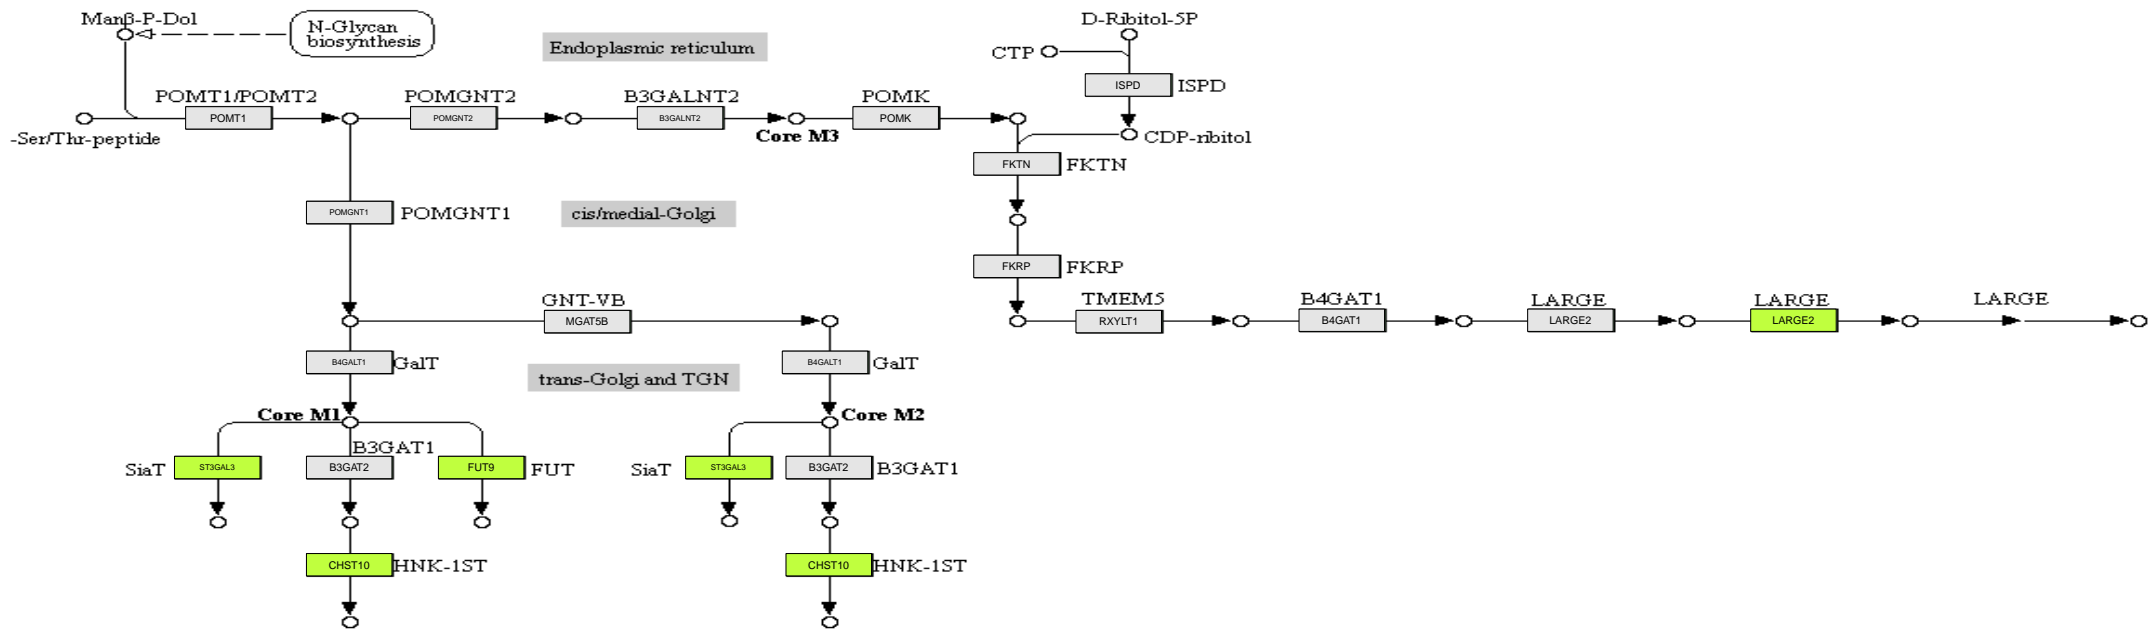 Manβ-P-Dol
N-Glycan
biosynthesis
Endoplasmic reticulum
D-Ribitol-5P
CTP
ISPD
ISPD
POMT1/POMT2
POMGNT2
B3GALNT2
POMK
POMT1
POMGNT2
B3GALNT2
POMK
-Ser/Thr-peptide
Core M3
CDP-ribitol
FKTN
FKTN
POMGNT1
POMGNT1
cis/medial-Golgi
FKRP
FKRP
GNT-VB
TMEM5
B4GAT1
LARGE
LARGE
LARGE
MGAT5B
RXYLT1
B4GAT1
LARGE2
LARGE2
B4GALT1
GalT
B4GALT1
GalT
trans-Golgi and TGN
Core M1
Core M2
B3GAT1
SiaT
ST3GAL3
B3GAT2
FUT9
FUT
SiaT
ST3GAL3
B3GAT2
B3GAT1
CHST10
HNK-1ST
CHST10
HNK-1ST